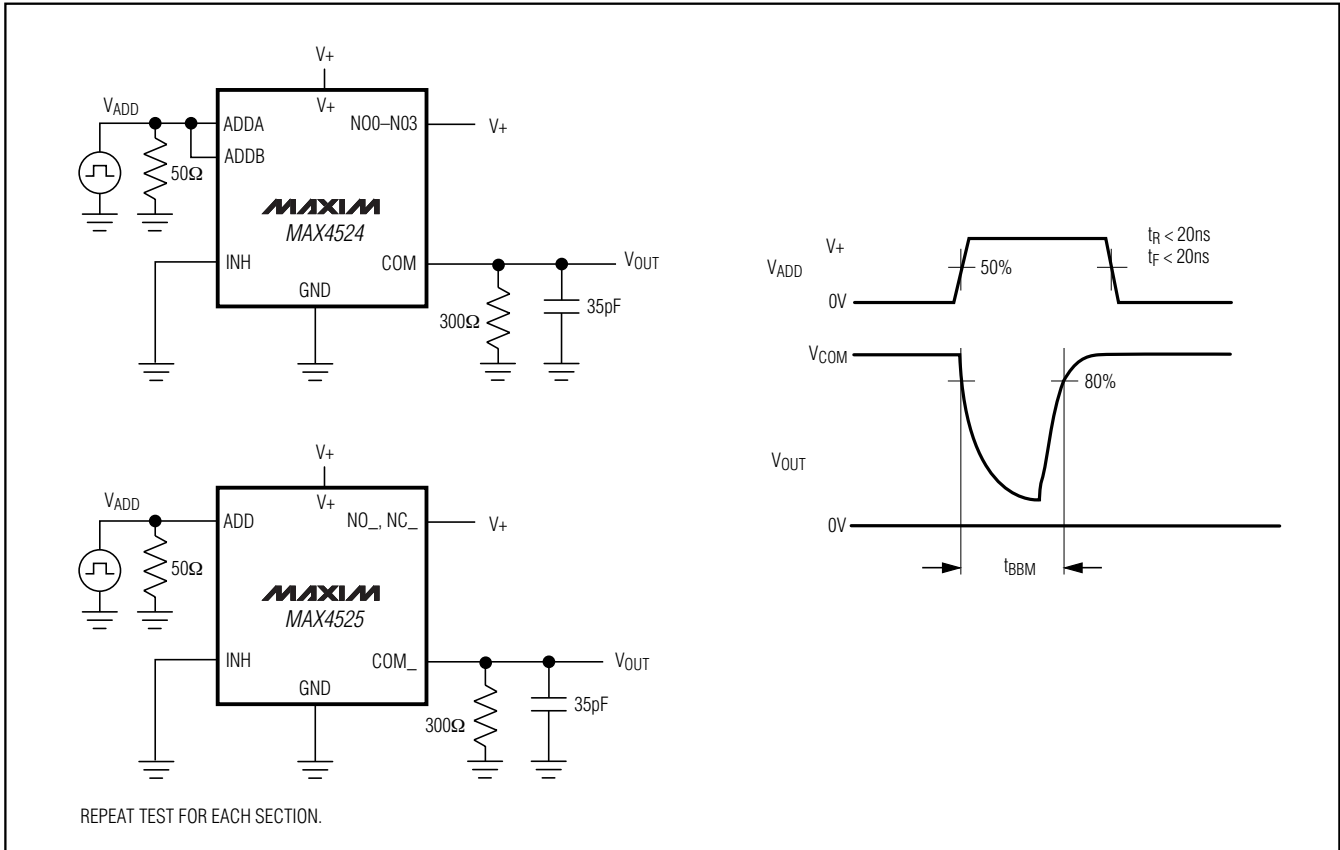 V+
V+
VADD
ADDA
NO0–N03
V+
ADDB
50Ω
MAXIM
MAX4524
INH
COM
VOUT
GND
300Ω
35pF
V+
V+
VADD
ADD
NO_, NC_
V+
50Ω
MAXIM
MAX4525
INH
COM_
VOUT
GND
300Ω
35pF
REPEAT TEST FOR EACH SECTION.
V+
VADD
0V
50%
tR < 20ns
tF < 20ns
VCOM
80%
VOUT
0V
tBBM